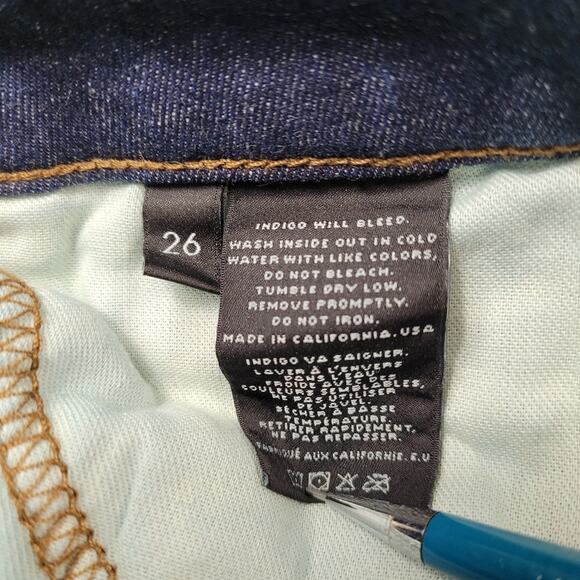 26
INDIGO WILL BLEED.
WASH INSIDE OUT IN COLD
WATER WITH LIKE COLORS,
DO NOT BLEACH.
TUMBLE DRY LOW.
REMOVE PROMPTLY.
DO NOT IRON.
MADE IN CALIFORNIA, USA
INDIGO VA SAIGNER.
LAVER À L'ENVERS
DANS L'EAU
FROIDE AVEC DES
COULEURS SEMBLABLES,
NE PAS UTILISER
DE JAVEL.
SÉCHER À BASSE
TEMPÉRATURE.
RETIRER RAPIDEMENT.
NE PAS REPASSER.
FABRIQUÉ AUX CALIFORNIE. E.U